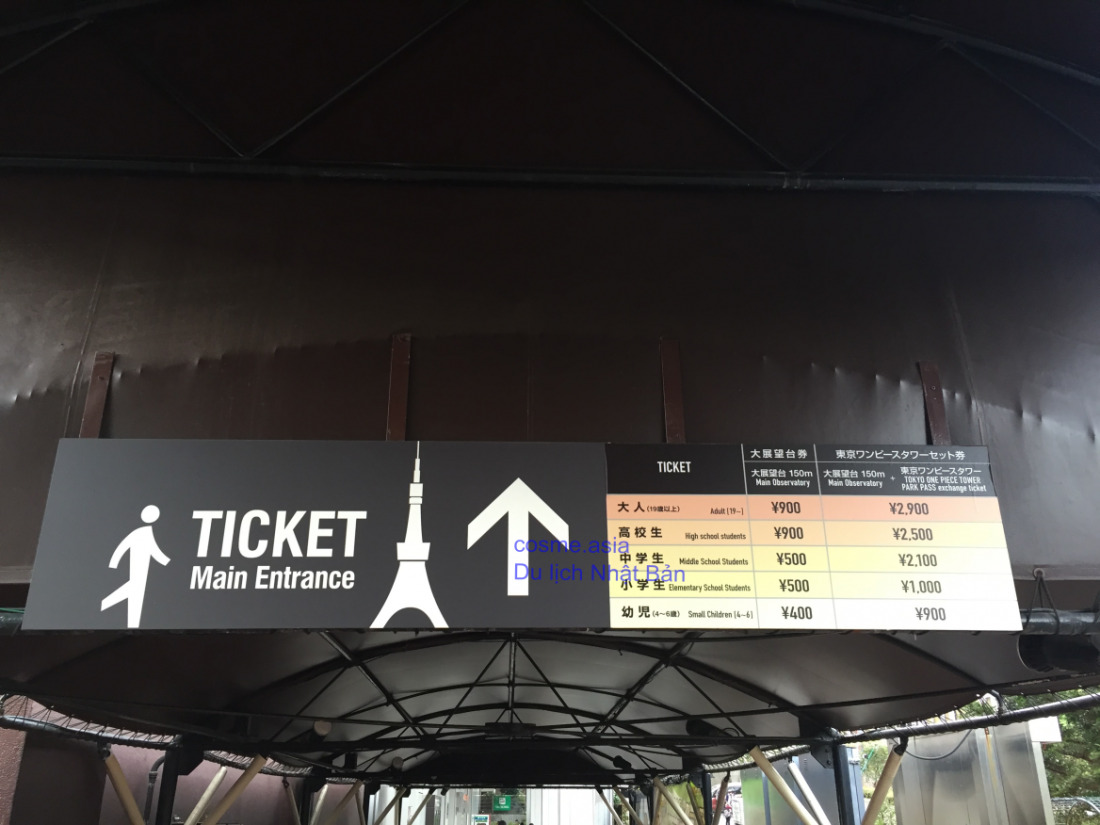 TICKET
Main Entrance
TICKET
大展望台券
東京ワンピースタワーセット券
大展望台 150m
Main Observatory
大展望台 150m
Main Observatory
+
東京ワンピースタワー
TOKYO ONE PIECE TOWER
PARK PASS exchange ticket
大人 (19歳以上) Adult [19~] ¥900 ¥2,900
高校生 High school students ¥900 ¥2,500
中学生 Middle School Students ¥500 ¥2,100
小学生 Elementary School Students ¥500 ¥1,000
幼児 (4~6歳) Small Children [4~6] ¥400 ¥900
cosme.asia
Du lịch Nhật Bản